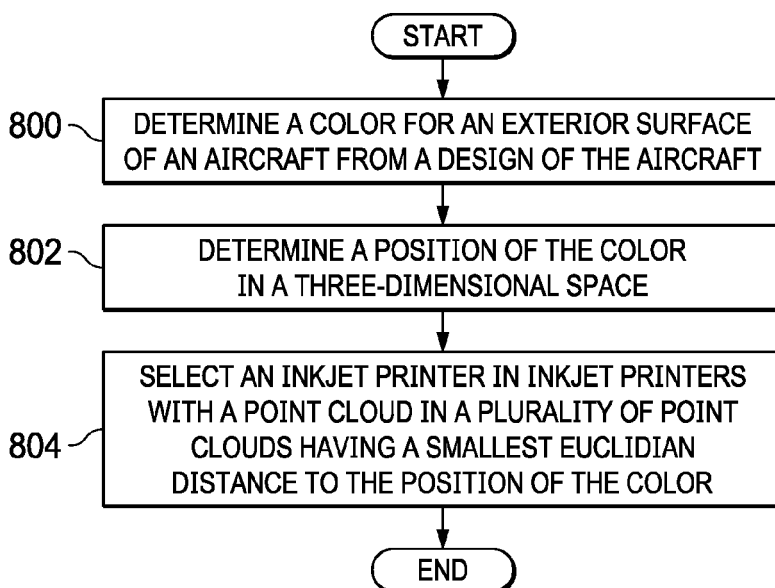 START
800
DETERMINE A COLOR FOR AN EXTERIOR SURFACE
OF AN AIRCRAFT FROM A DESIGN OF THE AIRCRAFT
802
DETERMINE A POSITION OF THE COLOR
IN A THREE-DIMENSIONAL SPACE
804
SELECT AN INKJET PRINTER IN INKJET PRINTERS
WITH A POINT CLOUD IN A PLURALITY OF POINT
CLOUDS HAVING A SMALLEST EUCLIDIAN
DISTANCE TO THE POSITION OF THE COLOR
END